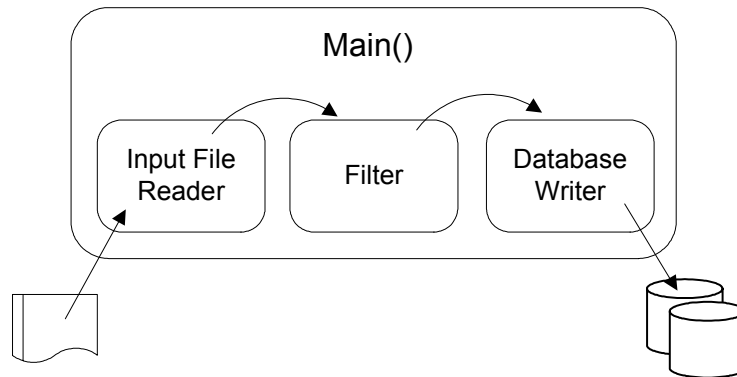 Main()
Input File
Reader
Filter
Database
Writer